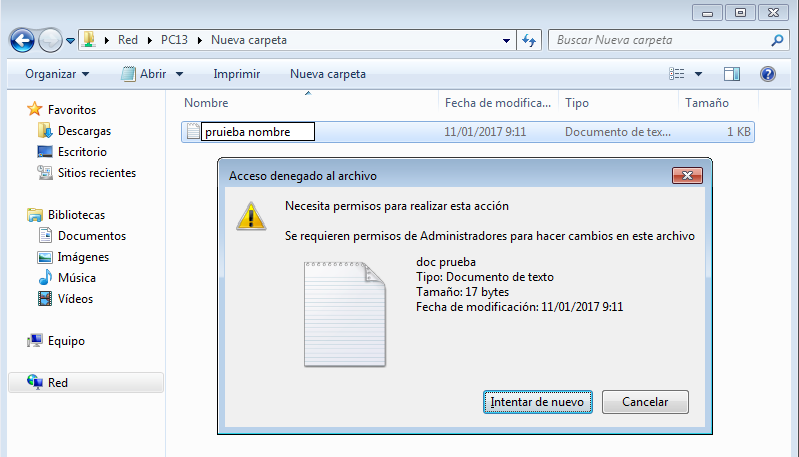 Red PC13 Nueva carpeta
Buscar Nueva carpeta
Organizar Abrir Imprimir Nueva carpeta
Favoritos
Descargas
Escritorio
Sitios recientes
Bibliotecas
Documentos
Imágenes
Música
Vídeos
Equipo
Red
Nombre Fecha de modifica... Tipo Tamaño
pruieba nombre 11/01/2017 9:11 Documento de tex... 1 KB
Acceso denegado al archivo
Necesita permisos para realizar esta acción
Se requieren permisos de Administradores para hacer cambios en este archivo
doc prueba
Tipo: Documento de texto
Tamaño: 17 bytes
Fecha de modificación: 11/01/2017 9:11
Intentar de nuevo Cancelar